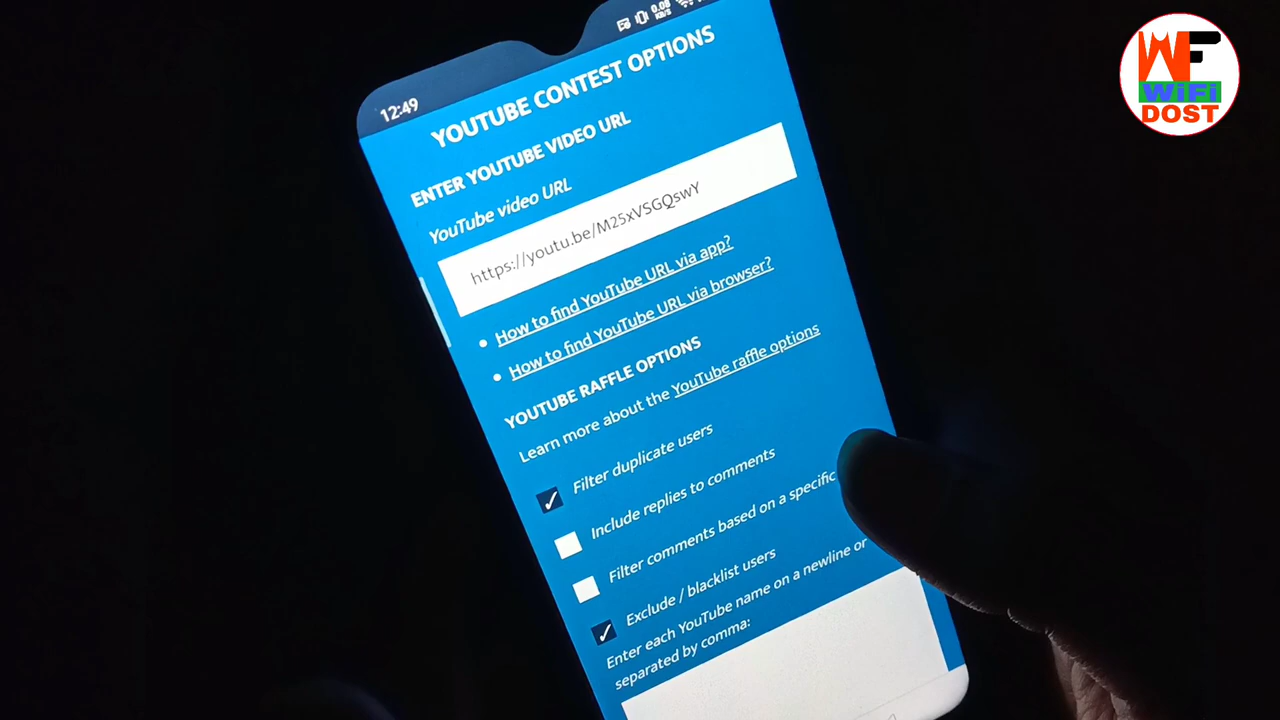 12:49
0.08
KB/S
YOUTUBE CONTEST OPTIONS
ENTER YOUTUBE VIDEO URL
YouTube video URL
https://youtu.be/M25xVSGQswY
How to find YouTube URL via app?
How to find YouTube URL via browser?
YOUTUBE RAFFLE OPTIONS
Learn more about the YouTube raffle options
Filter duplicate users
Include replies to comments
Filter comments based on a specific
Exclude / blacklist users
Enter each YouTube name on a newline or
separated by comma:
WF
WiFi
DOST